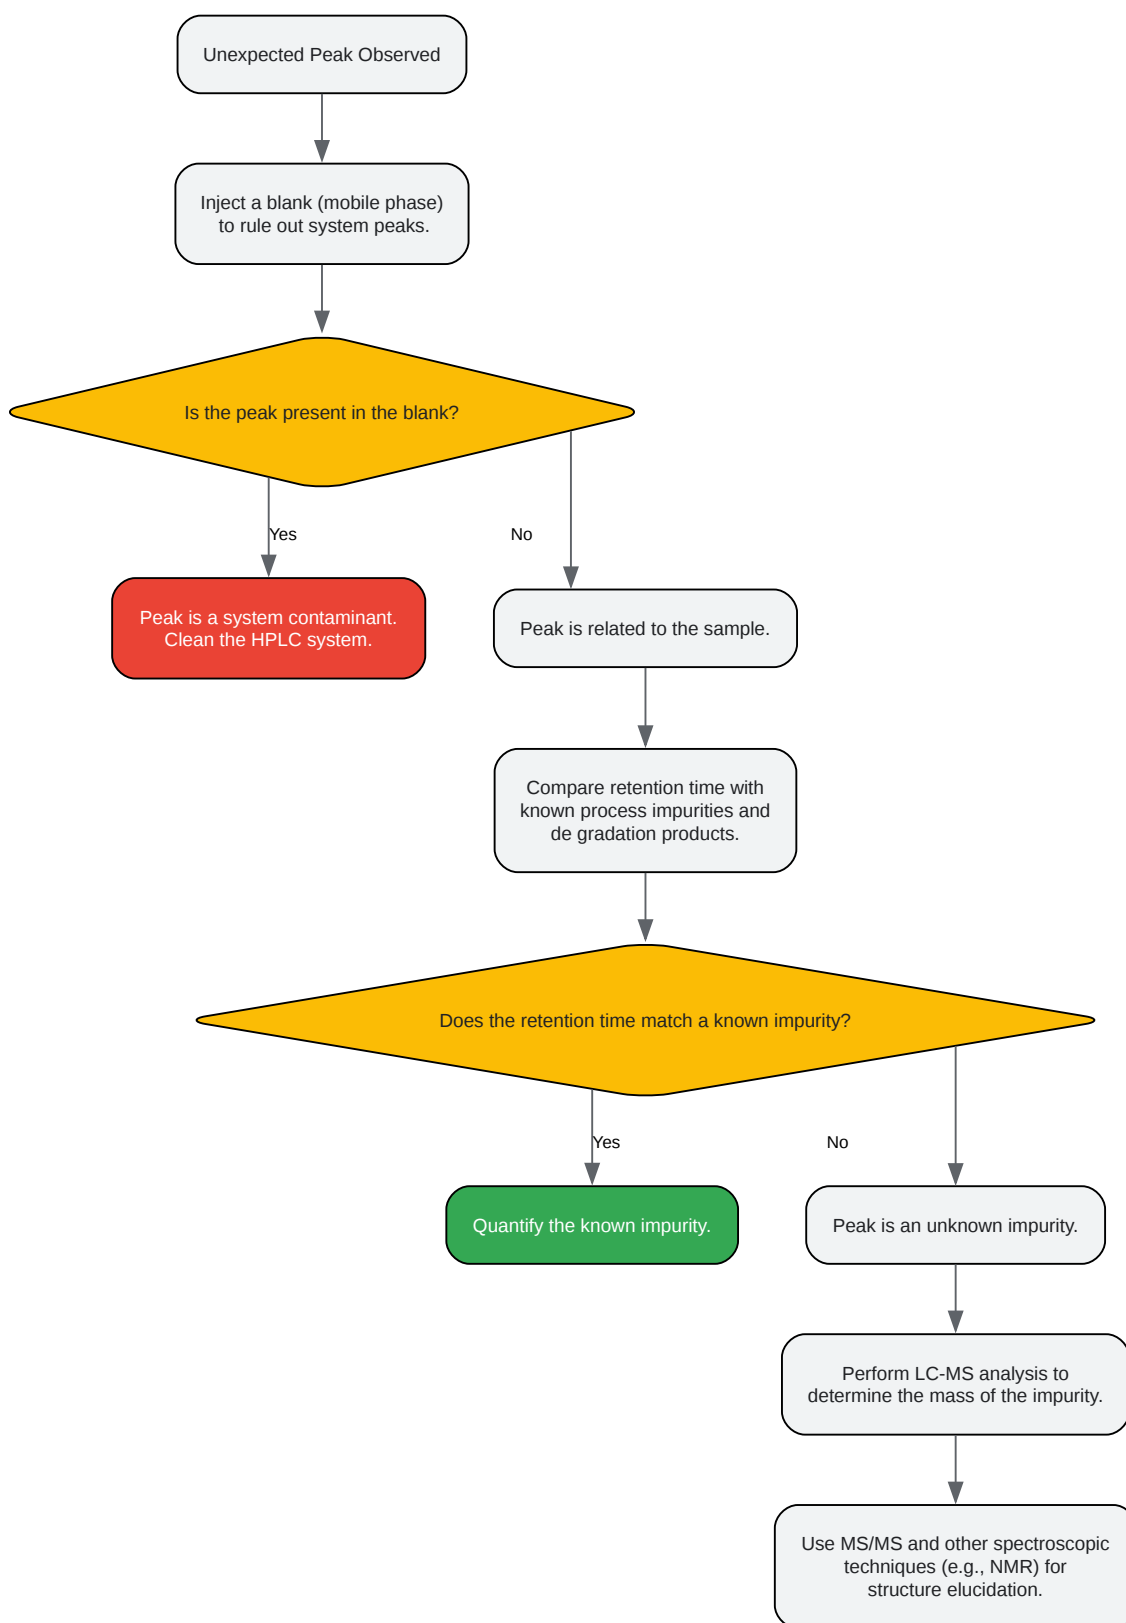 Unexpected Peak Observed
Inject a blank (mobile phase)
to rule out system peaks.
Is the peak present in the blank?
Yes
No
Peak is a system contaminant.
Clean the HPLC system.
Peak is related to the sample.
Compare retention time with
known process impurities and
de gradation products.
Does the retention time match a known impurity?
Yes
No
Quantify the known impurity.
Peak is an unknown impurity.
Perform LC-MS analysis to
determine the mass of the impurity.
Use MS/MS and other spectroscopic
techniques (e.g., NMR) for
structure elucidation.